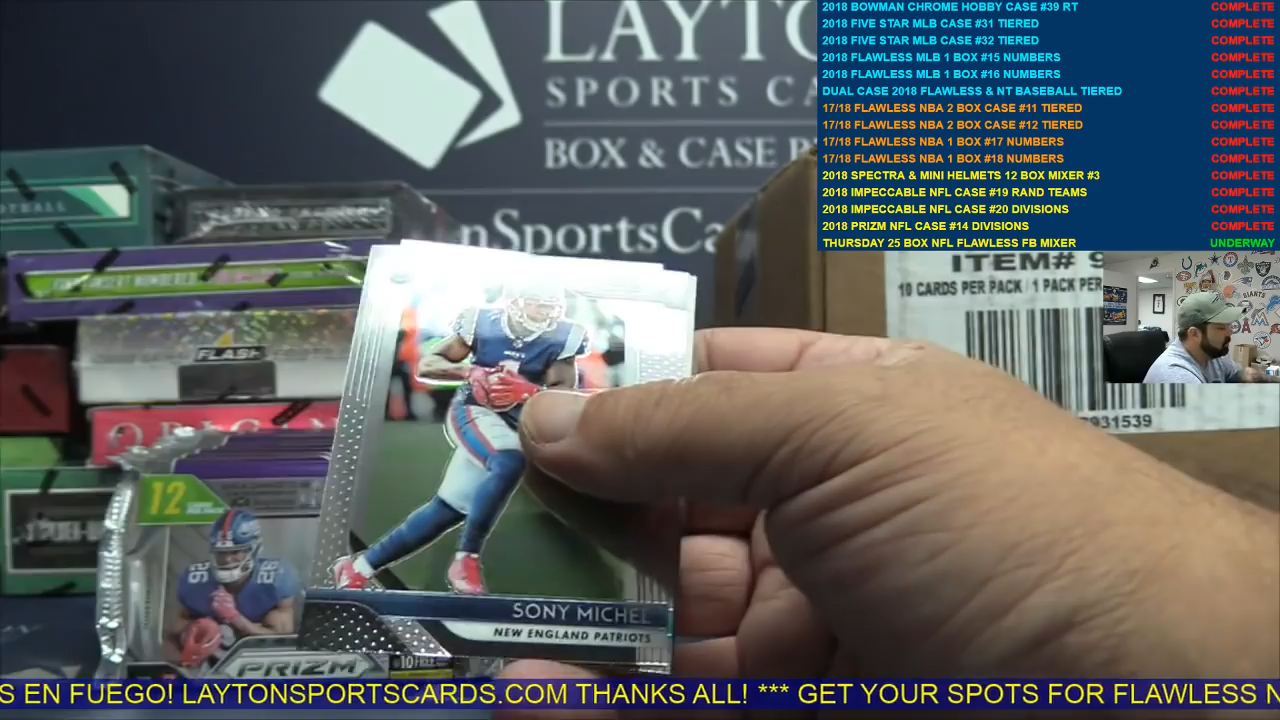 2018 BOWMAN CHROME HOBBY CASE #39 RT COMPLETE
2018 FIVE STAR MLB CASE #31 TIERED COMPLETE
2018 FIVE STAR MLB CASE #32 TIERED COMPLETE
2018 FLAWLESS MLB 1 BOX #15 NUMBERS COMPLETE
2018 FLAWLESS MLB 1 BOX #16 NUMBERS COMPLETE
DUAL CASE 2018 FLAWLESS & NT BASEBALL TIERED COMPLETE
17/18 FLAWLESS NBA 2 BOX CASE #11 TIERED COMPLETE
17/18 FLAWLESS NBA 2 BOX CASE #12 TIERED COMPLETE
17/18 FLAWLESS NBA 1 BOX #17 NUMBERS COMPLETE
17/18 FLAWLESS NBA 1 BOX #18 NUMBERS COMPLETE
2018 SPECTRA & MINI HELMETS 12 BOX MIXER #3 COMPLETE
2018 IMPECCABLE NFL CASE #19 RAND TEAMS COMPLETE
2018 IMPECCABLE NFL CASE #20 DIVISIONS COMPLETE
2018 PRIZM NFL CASE #14 DIVISIONS COMPLETE
THURSDAY 25 BOX NFL FLAWLESS FB MIXER UNDERWAY
LAYTO
SPORTS CA
BOX & CASE
nSportsCa
ITEM# 9
10 CARDS PER PACK / 1 PACK PER
931539
GIANTS
FLASH
12
26
PRIZM
SONY MICHEL
NEW ENGLAND PATRIOTS
S EN FUEGO! LAYTONSPORTSCARDS.COM THANKS ALL! *** GET YOUR SPOTS FOR FLAWLESS N